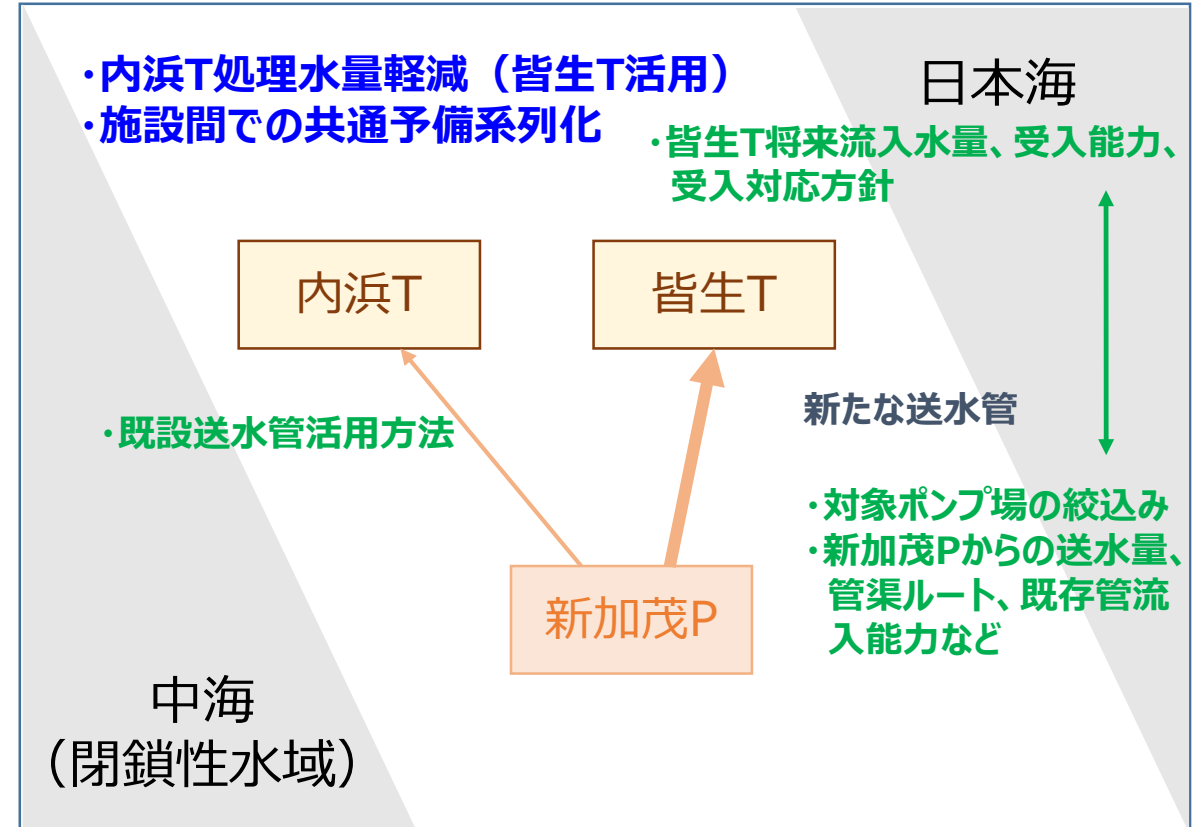 ・内浜T処理水量軽減（皆生T活用）
・施設間での共通予備系列化
日本海
・皆生T将来流入水量、受入能力、
受入対応方針
内浜T
皆生T
新たな送水管
・既設送水管活用方法
・対象ポンプ場の絞込み
・新加茂Pからの送水量、
管渠ルート、既存管流
入能力など
新加茂P
中海
（閉鎖性水域）